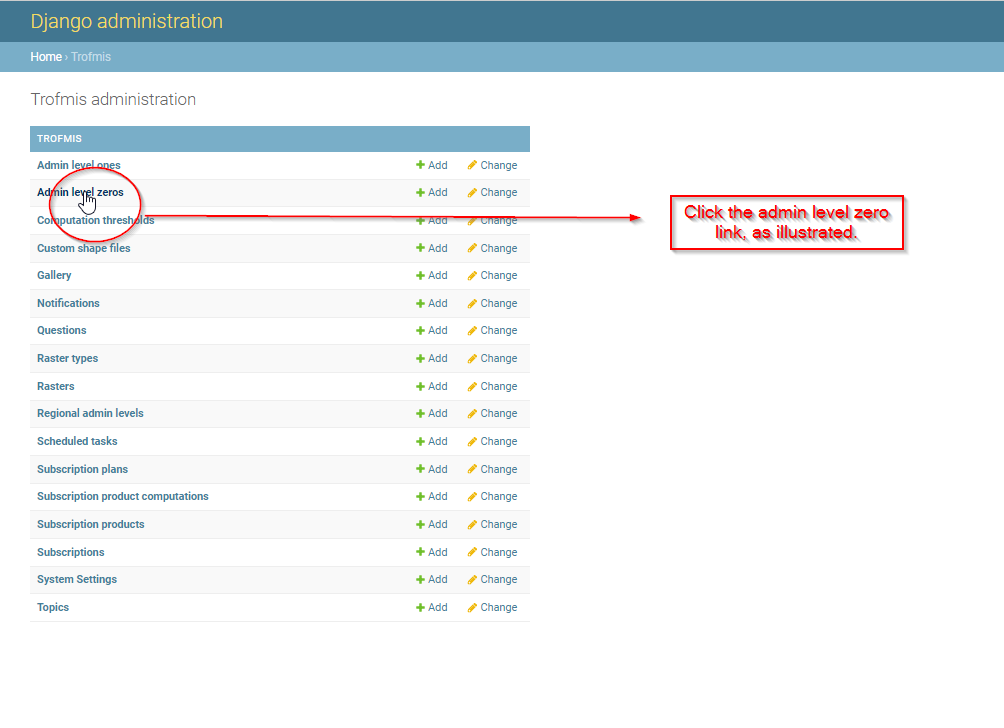 Django administration
Home › Trofmis
Trofmis administration
TROFMIS
Admin level ones Add Change
Admin level zeros Add Change
Computation thresholds Add Change
Click the admin level zero
link, as illustrated.
Custom shape files Add Change
Gallery Add Change
Notifications Add Change
Questions Add Change
Raster types Add Change
Rasters Add Change
Regional admin levels Add Change
Scheduled tasks Add Change
Subscription plans Add Change
Subscription product computations Add Change
Subscription products Add Change
Subscriptions Add Change
System Settings Add Change
Topics Add Change